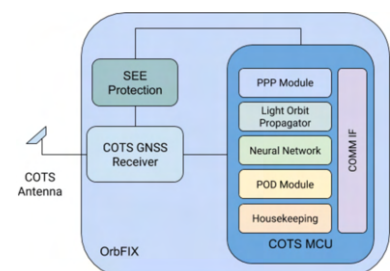 SEE
Protection
COTS GNSS
Receiver
COTS
Antenna
OrbFIX
PPP Module
Light Orbit
Propagator
Neural Network
POD Module
Housekeeping
COMM IF
COTS MCU